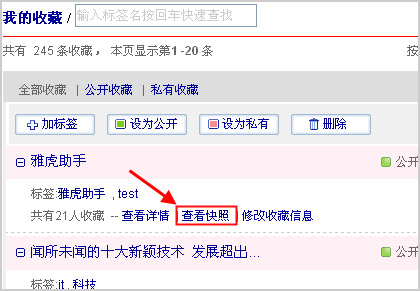 我的收藏 / 输入标签名按回车快速查找
共有 245 条收藏, 本页显示第1 -20 条 按
全部收藏 | 公开收藏 | 私有收藏
加标签 设为公开 设为私有 删除
雅虎助手 公开
标签:雅虎助手 , test
共有21人收藏 -- 查看详情 查看快照 修改收藏信息
闻所未闻的十大新颖技术 发展超出... 公开
标签:it , 科技